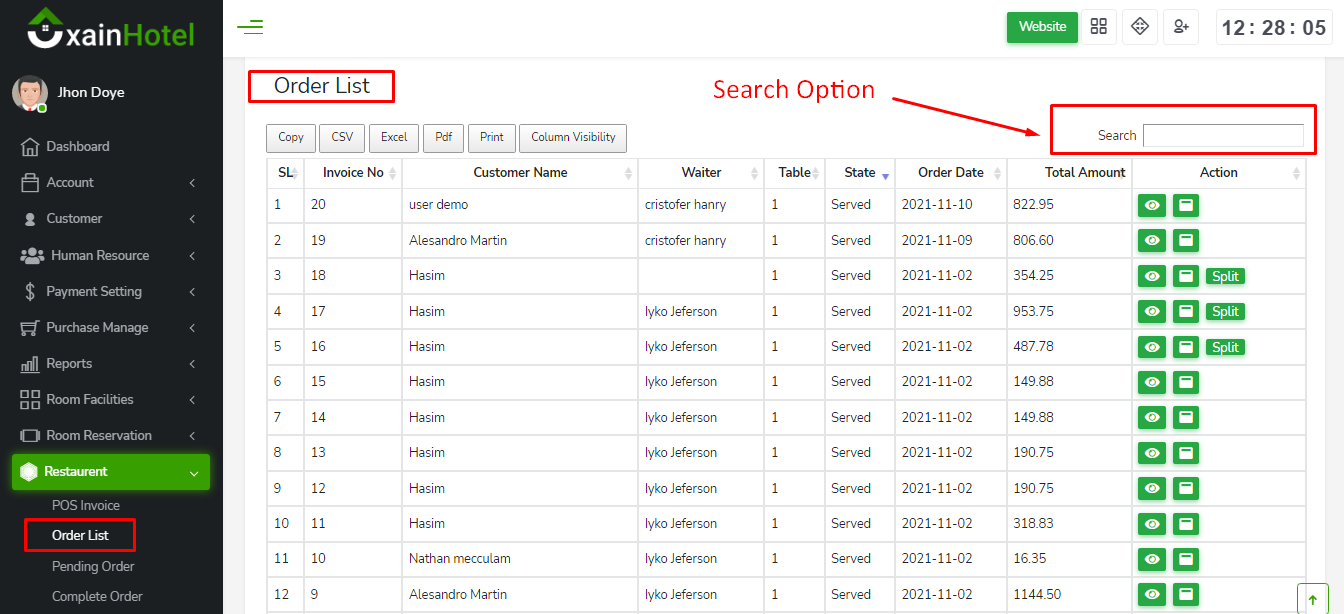 xainHotel
Jhon Doye
Dashboard
Account
Customer
Human Resource
Payment Setting
Purchase Manage
Reports
Room Facilities
Room Reservation
Restaurent
POS Invoice
Order List
Pending Order
Complete Order
Website
12 : 28 : 05
Order List
Search Option
Copy CSV Excel Pdf Print Column Visibility
Search
SL Invoice No Customer Name Waiter Table State Order Date Total Amount Action
1 20 user demo cristofer hanry 1 Served 2021-11-10 822.95
2 19 Alesandro Martin cristofer hanry 1 Served 2021-11-09 806.60
3 18 Hasim 1 Served 2021-11-02 354.25 Split
4 17 Hasim lyko Jeferson 1 Served 2021-11-02 953.75 Split
5 16 Hasim lyko Jeferson 1 Served 2021-11-02 487.78 Split
6 15 Hasim lyko Jeferson 1 Served 2021-11-02 149.88
7 14 Hasim lyko Jeferson 1 Served 2021-11-02 149.88
8 13 Hasim lyko Jeferson 1 Served 2021-11-02 190.75
9 12 Hasim lyko Jeferson 1 Served 2021-11-02 190.75
10 11 Hasim lyko Jeferson 1 Served 2021-11-02 318.83
11 10 Nathan mecculam lyko Jeferson 1 Served 2021-11-02 16.35
12 9 Alesandro Martin lyko Jeferson 1 Served 2021-11-02 1144.50